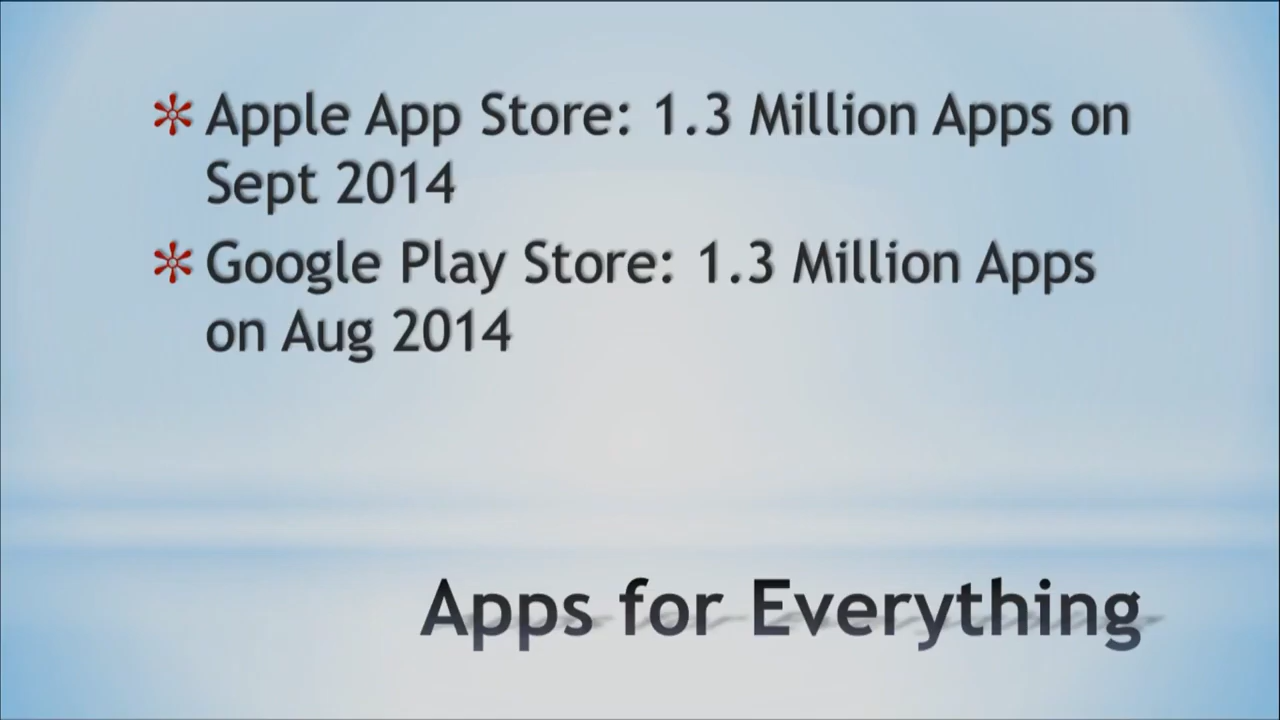 * Apple App Store: 1.3 Million Apps on
Sept 2014
* Google Play Store: 1.3 Million Apps
on Aug 2014
Apps for Everything